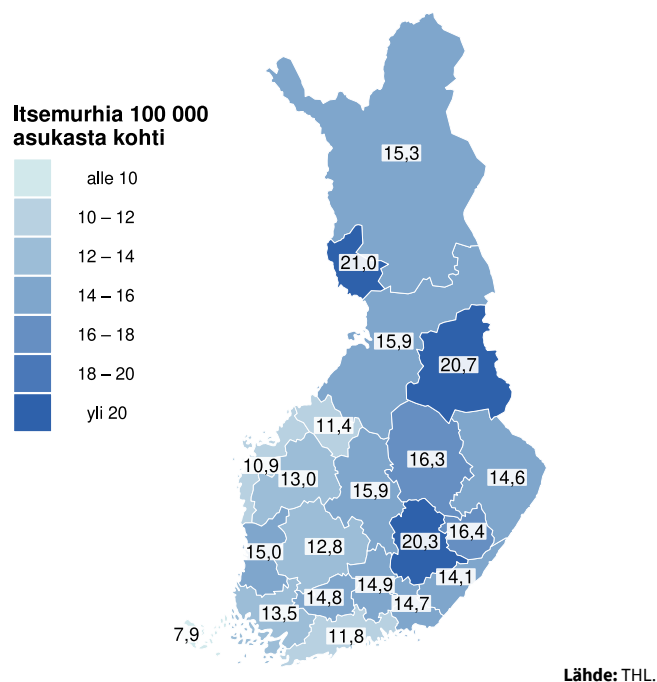 Itsemurhia 100 000
asukasta kohti
alle 10
10 – 12
12 – 14
14 – 16
16 – 18
18 – 20
yli 20
15,3
21,0
15,9
20,7
11,4
10,9
13,0
16,3
15,9
14,6
16,4
15,0
12,8
20,3
14,1
14,9
14,8
14,7
13,5
7,9
11,8
Lähde: THL.